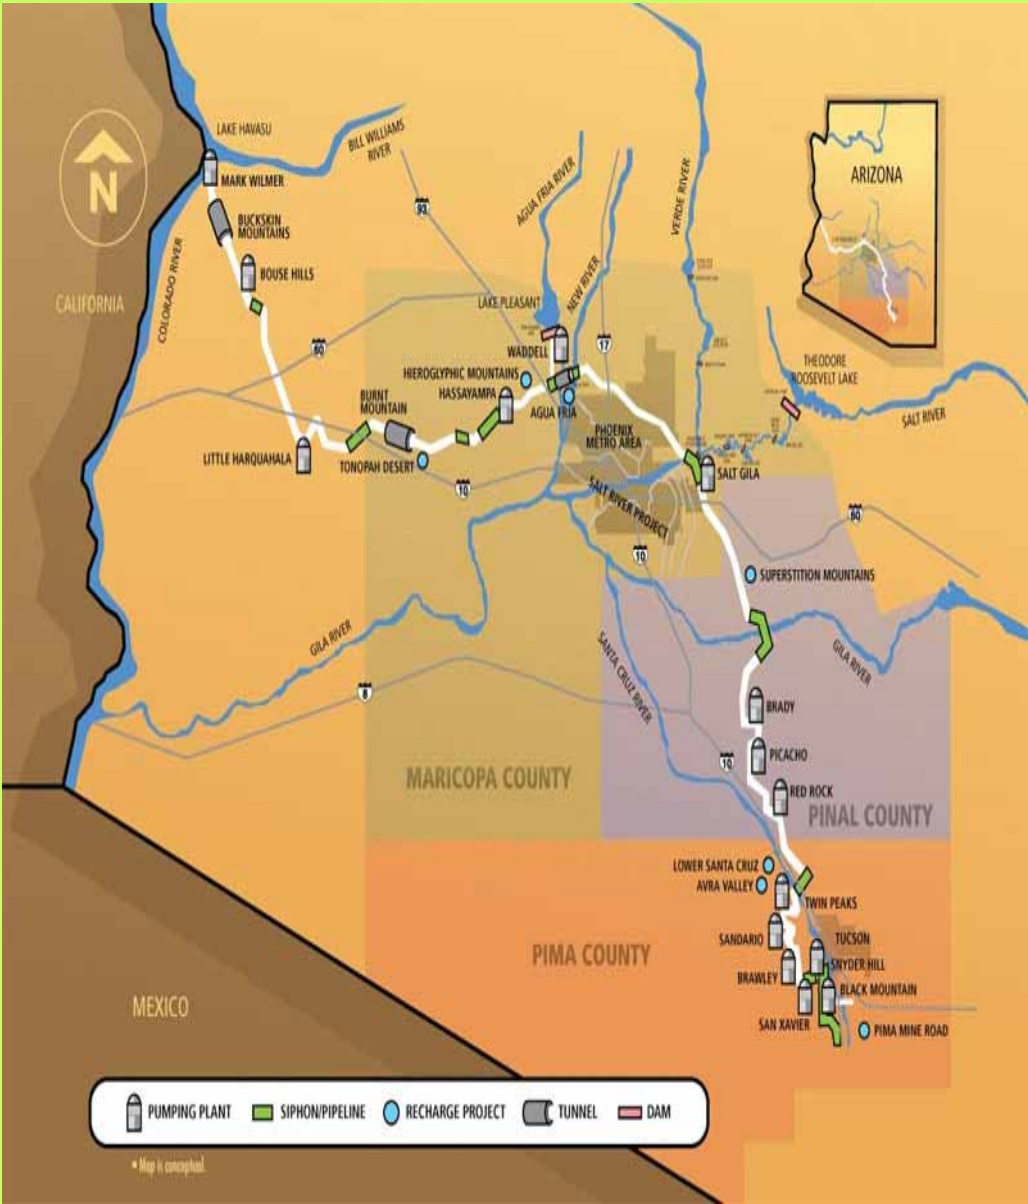 LAKE HAVASU
BILL WILLIAMS
RIVER
MARK WILMER
N
BUCKSKIN
MOUNTAINS
93
AGUA FRIA RIVER
VERDE RIVER
ARIZONA
BOUSE HILLS
COLORADO RIVER
CALIFORNIA
NEW RIVER
LAKE PLEASANT
60
17
WADDELL
THEODORE
ROOSEVELT LAKE
HIEROGLYPHIC MOUNTAINS
HASSAYAMPA
BURNT
MOUNTAIN
AGUA FRIA
SALT RIVER
PHOENIX
METRO AREA
LITTLE HARQUAHALA
TONOPAH DESERT
SALT GILA
10
SALT RIVER PROJECT
60
10
SUPERSTITION MOUNTAINS
GILA RIVER
SANTA CRUZ RIVER
GILA RIVER
8
BRADY
PICACHO
10
MARICOPA COUNTY
RED ROCK
PINAL COUNTY
LOWER SANTA CRUZ
AVRA VALLEY
TWIN PEAKS
SANDARIO
TUCSON
PIMA COUNTY
SNYDER HILL
BRAWLEY
BLACK MOUNTAIN
MEXICO
SAN XAVIER
PIMA MINE ROAD
PUMPING PLANT
SIPHON/PIPELINE
RECHARGE PROJECT
TUNNEL
DAM
* Map is conceptual.